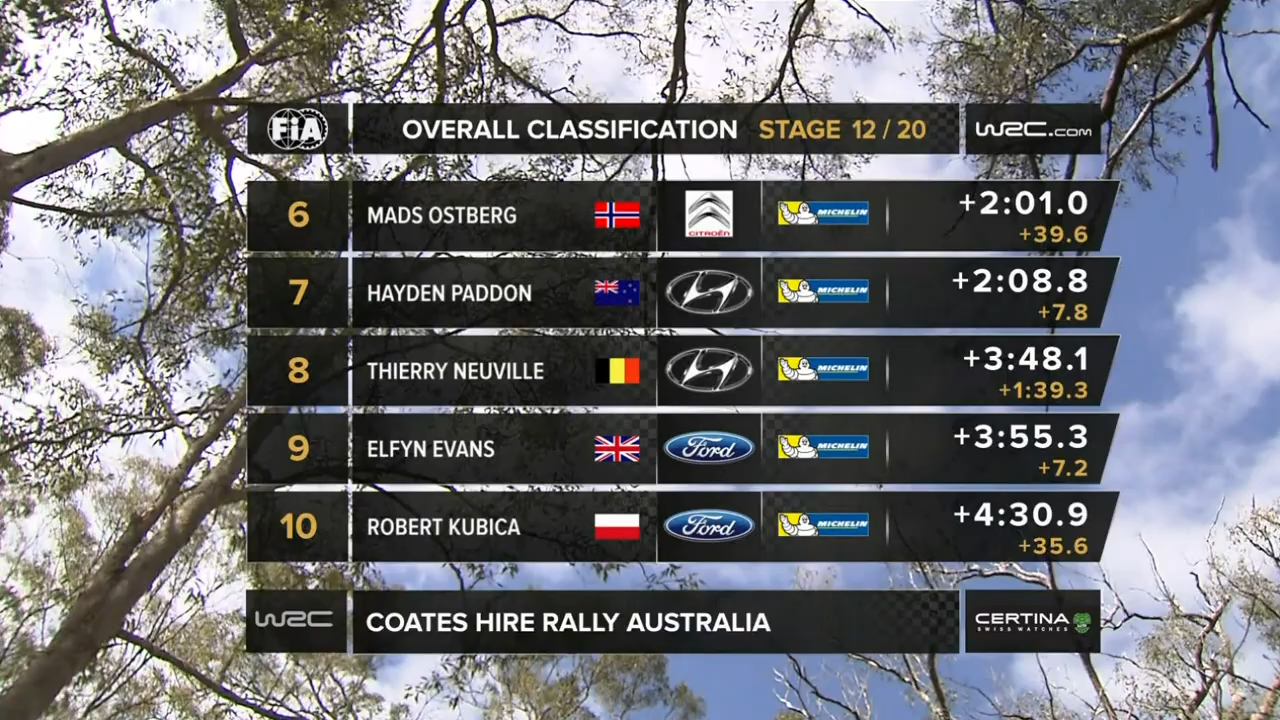 FIA OVERALL CLASSIFICATION STAGE 12 / 20 WRC.COM
6 MADS OSTBERG CITROËN MICHELIN +2:01.0
+39.6
7 HAYDEN PADDON MICHELIN +2:08.8
+7.8
8 THIERRY NEUVILLE MICHELIN +3:48.1
+1:39.3
9 ELFYN EVANS Ford MICHELIN +3:55.3
+7.2
10 ROBERT KUBICA Ford MICHELIN +4:30.9
+35.6
WRC COATES HIRE RALLY AUSTRALIA CERTINA
SWISS WATCHES